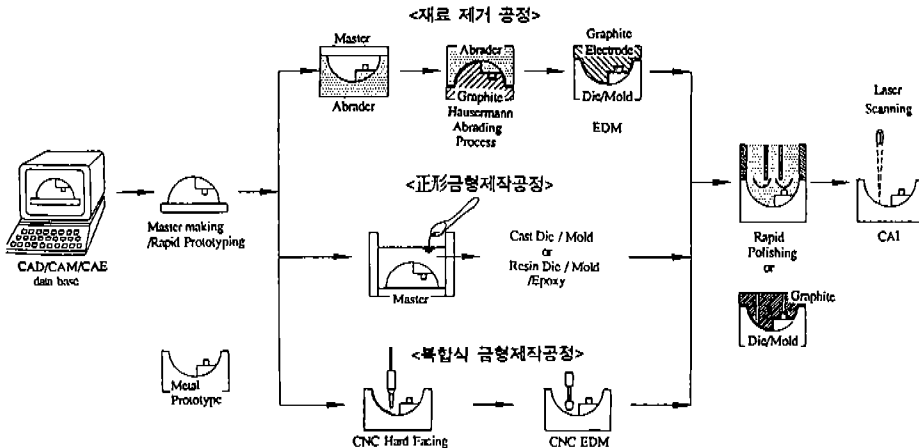 <재료 제거 공정>
Master
Abrader
Abrader
Graphite
Hausermann
Abrading
Process
Graphite
Electrode
Die/Mold
EDM
Laser
Scanning
CAD/CAM/CAE
data base
Master making
/Rapid Prototyping
<正形금형제작공정>
Master
Cast Die / Mold
or
Resin Die / Mold
/Epoxy
Rapid
Polishing
or
Graphite
Die/Mold
CAI
Metal
Prototype
<복합식 금형제작공정>
CNC Hard Facing
CNC EDM